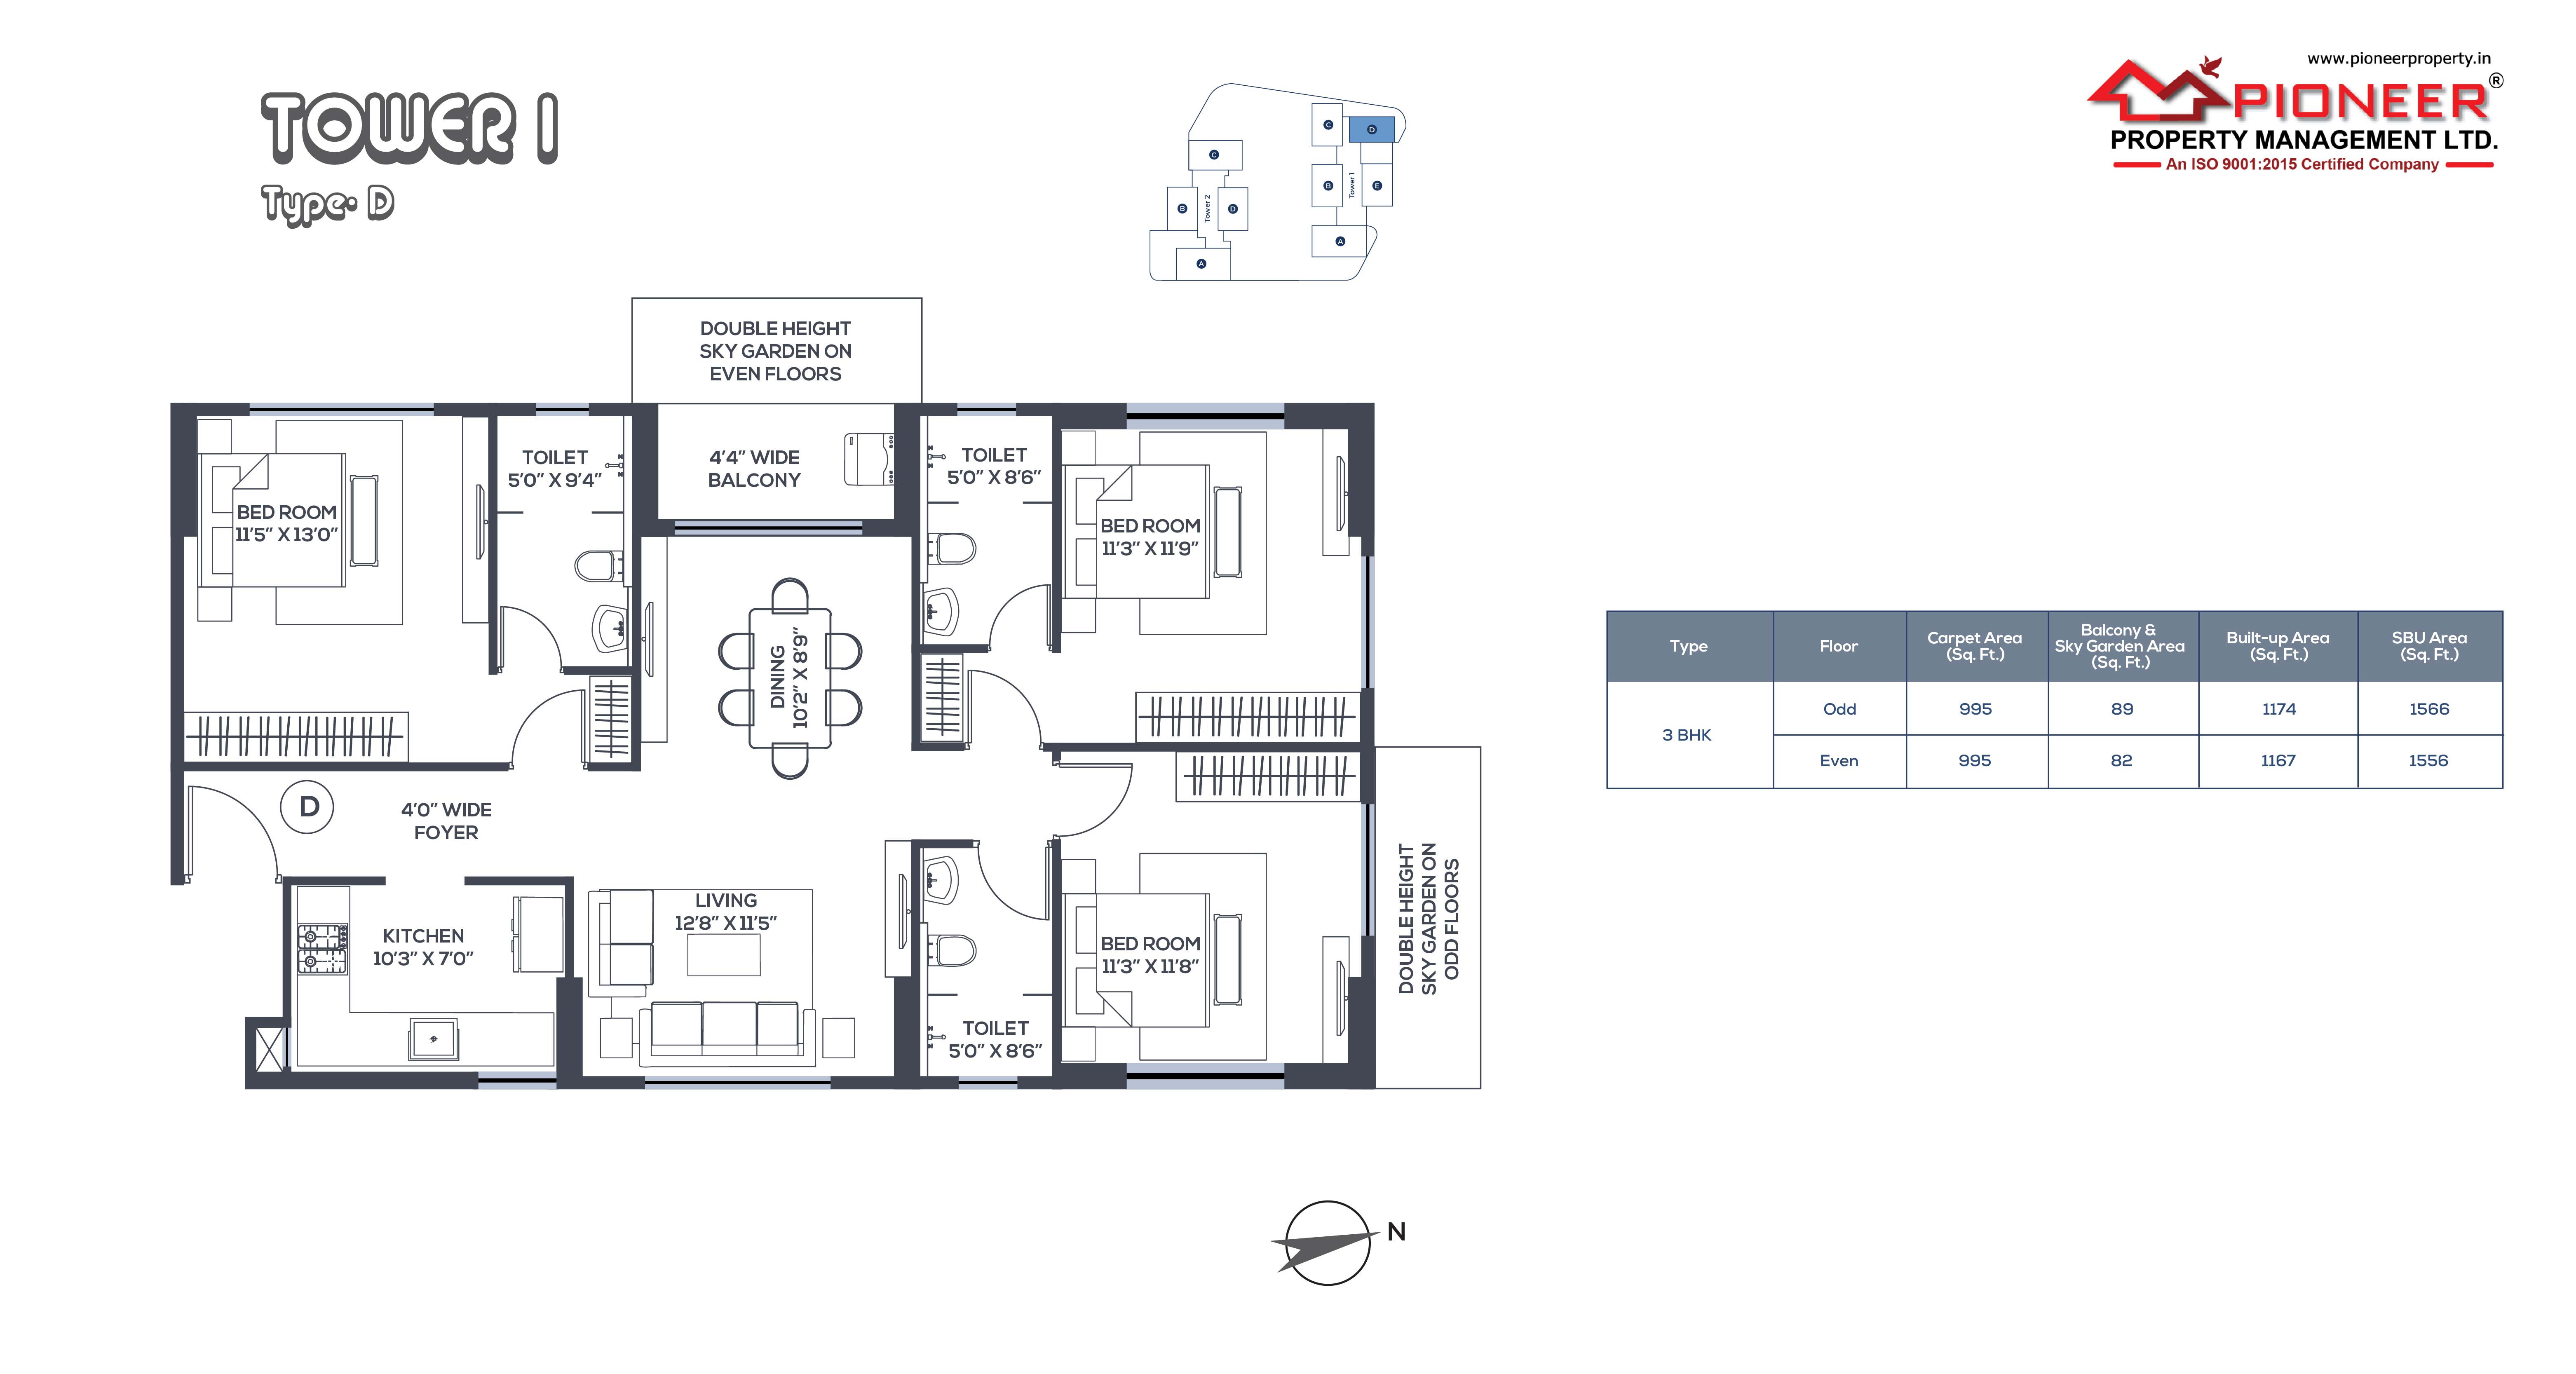 www.pioneerproperty.in
TOWER 1
PIONEER®
PROPERTY MANAGEMENT LTD.
An ISO 9001:2015 Certified Company
Type- D
C
D
C
B
Tower 1
E
B
Tower 2
D
A
A
DOUBLE HEIGHT
SKY GARDEN ON
EVEN FLOORS
TOILET
5'0" X 9'4"
4'4" WIDE
BALCONY
TOILET
5'0" X 8'6"
BED ROOM
11'5" X 13'0"
BED ROOM
11'3" X 11'9"
DINING
10'2" X 8'9"
D
4'0" WIDE
FOYER
KITCHEN
10'3" X 7'0"
LIVING
12'8" X 11'5"
BED ROOM
11'3" X 11'8"
TOILET
5'0" X 8'6"
DOUBLE HEIGHT
SKY GARDEN ON
ODD FLOORS
Type Floor Carpet Area (Sq. Ft.) Balcony & Sky Garden Area (Sq. Ft.) Built-up Area (Sq. Ft.) SBU Area (Sq. Ft.)
3 BHK
Odd 995 89 1174 1566
Even 995 82 1167 1556
N